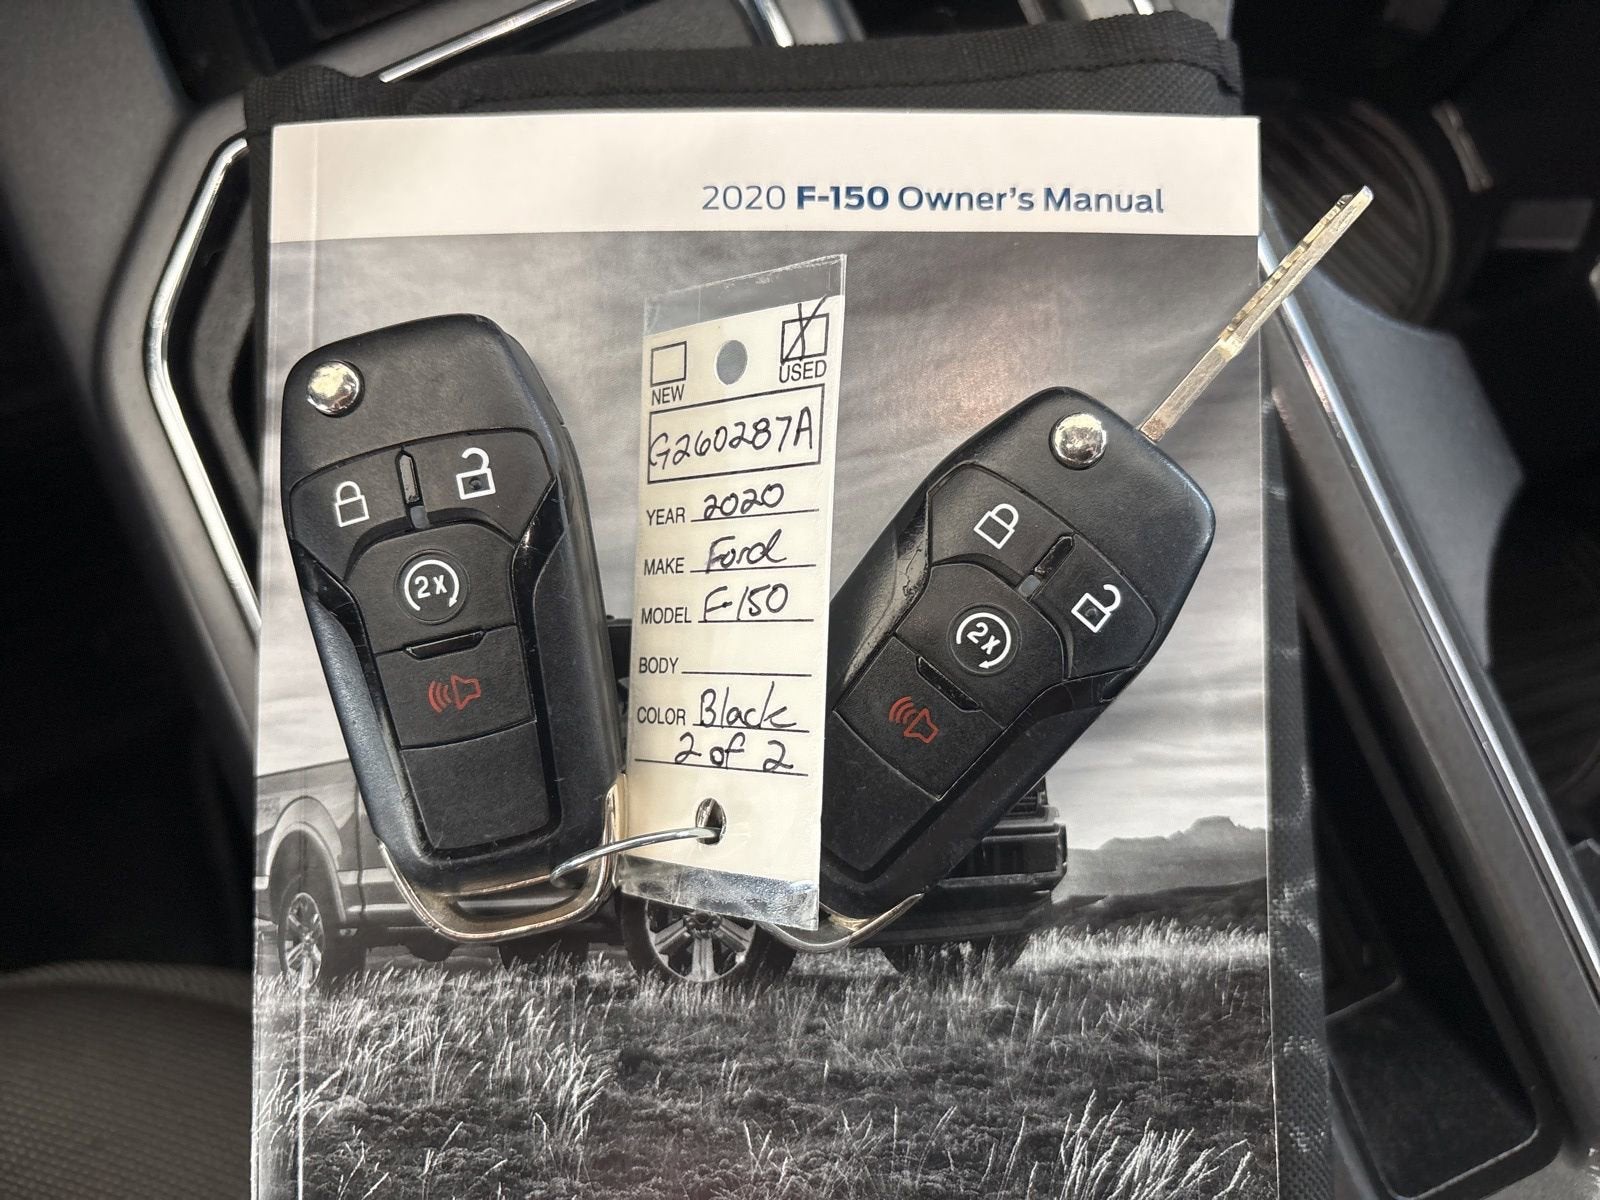 2020 F-150 Owner's Manual
NEW
USED
G260287A
YEAR 2020
MAKE Ford
MODEL F-150
BODY
COLOR Black
2 of 2
2X
2X